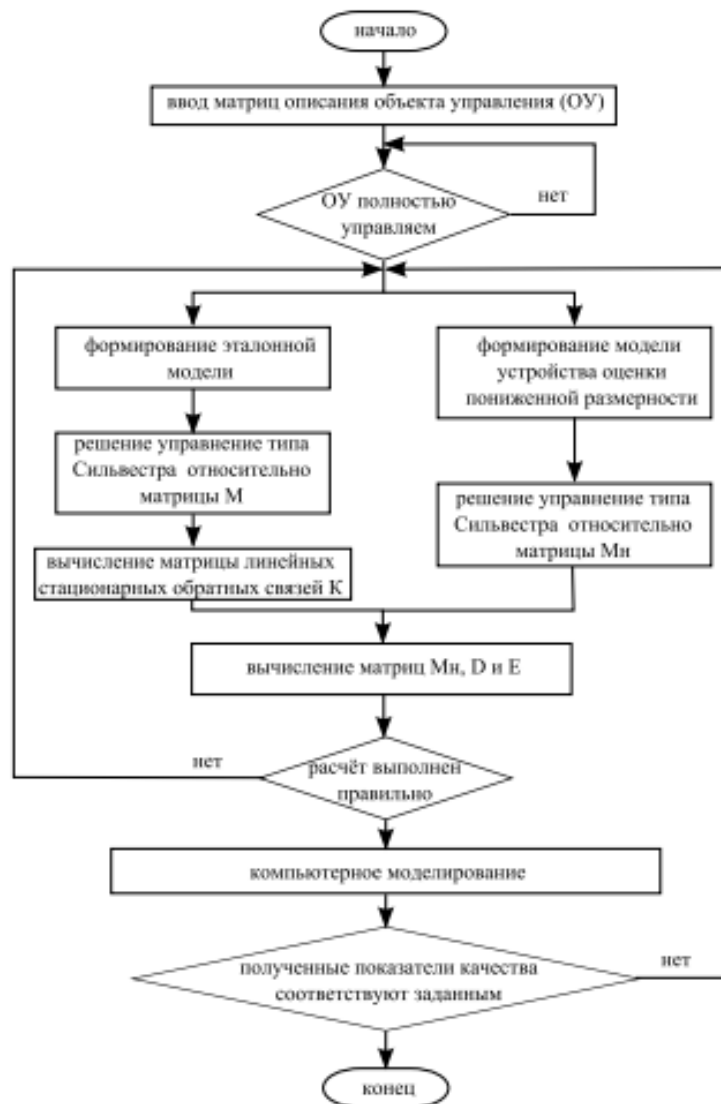 начало
ввод матриц описания объекта управления (ОУ)
ОУ полностью
управляем
нет
формирование эталонной
модели
решение управнение типа
Сильвестра относительно
матрицы М
вычисление матрицы линейных
стационарных обратных связей К
формирование модели
устройства оценки
пониженной размерности
решение управнение типа
Сильвестра относительно
матрицы Мн
вычисление матриц Мн, D и E
нет
расчёт выполнен
правильно
компьютерное моделирование
полученные показатели качества
соответствуют заданным
нет
конец